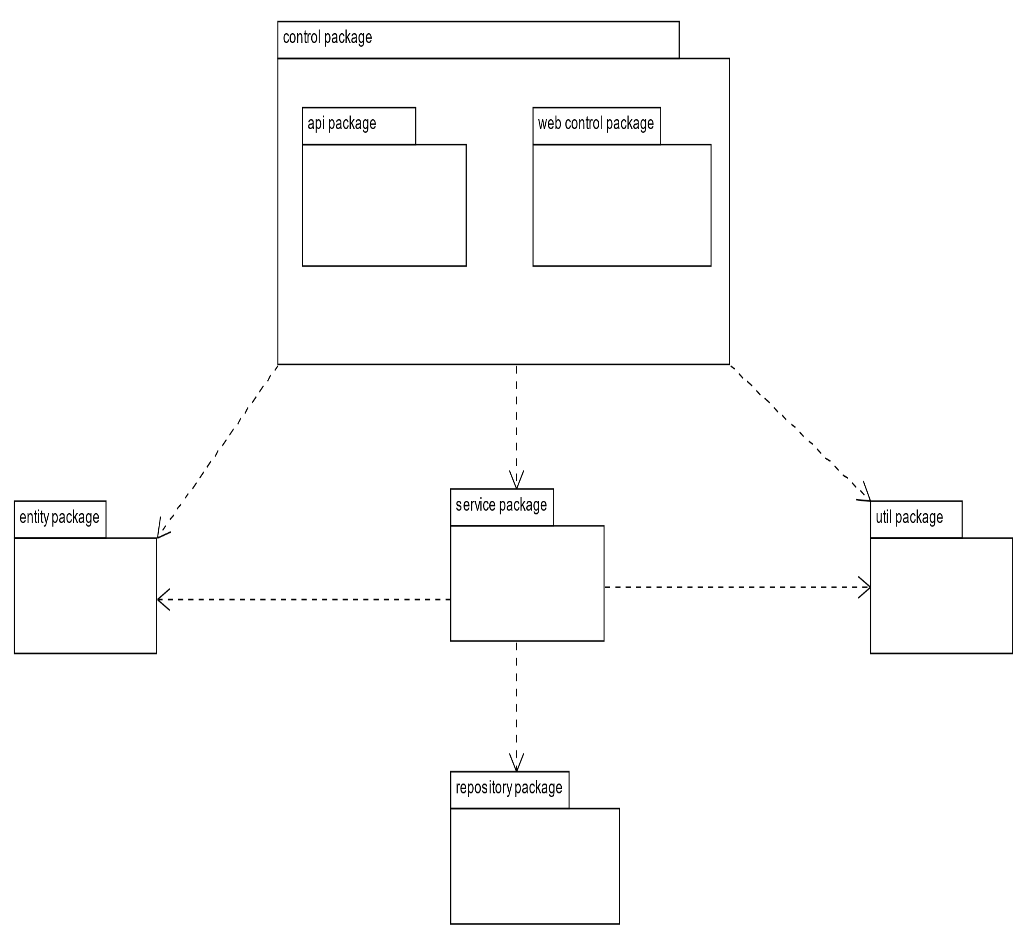 control package
api package
web control package
entity package
service package
util package
repository package